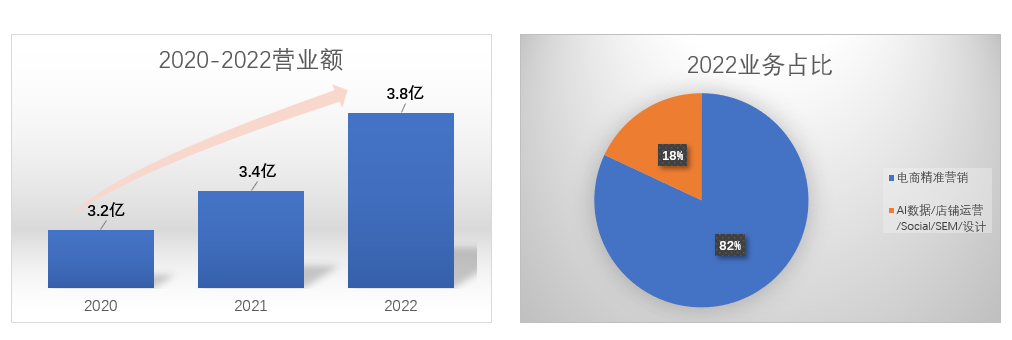 2020-2022营业额
3.8亿
3.4亿
3.2亿
2020
2021
2022
2022业务占比
18%
82%
电商精准营销
AI数据/店铺运营
/Social/SEM/设计